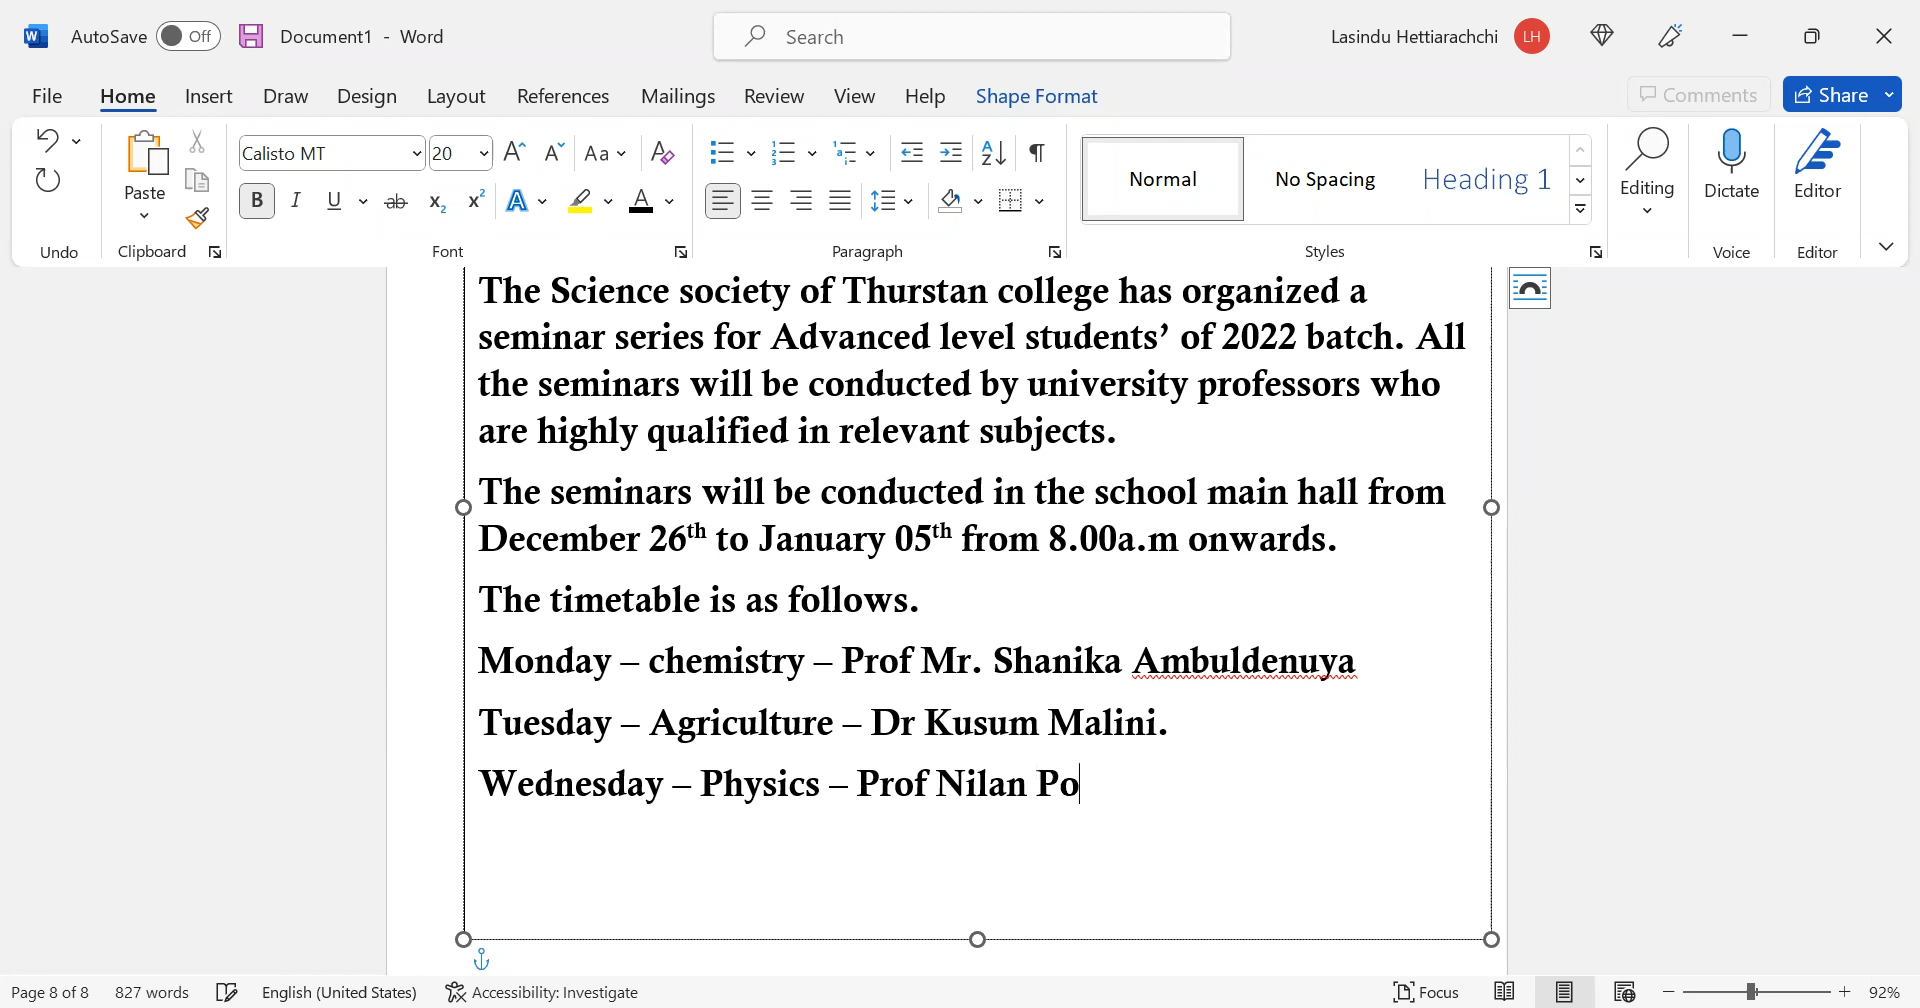 AutoSave Off Document1 - Word Search Lasindu Hettiarachchi LH
File Home Insert Draw Design Layout References Mailings Review View Help Shape Format Comments Share
Calisto MT 20 Aa
Paste Normal No Spacing Heading 1 Editing Dictate Editor
B I U ab x₂ x² A A
Undo Clipboard Font Paragraph Styles Voice Editor
The Science society of Thurstan college has organized a
seminar series for Advanced level students’ of 2022 batch. All
the seminars will be conducted by university professors who
are highly qualified in relevant subjects.
The seminars will be conducted in the school main hall from
December 26th to January 05th from 8.00a.m onwards.
The timetable is as follows.
Monday – chemistry – Prof Mr. Shanika Ambuldenuya
Tuesday – Agriculture – Dr Kusum Malini.
Wednesday – Physics – Prof Nilan Po
Page 8 of 8 827 words English (United States) Accessibility: Investigate Focus 92%